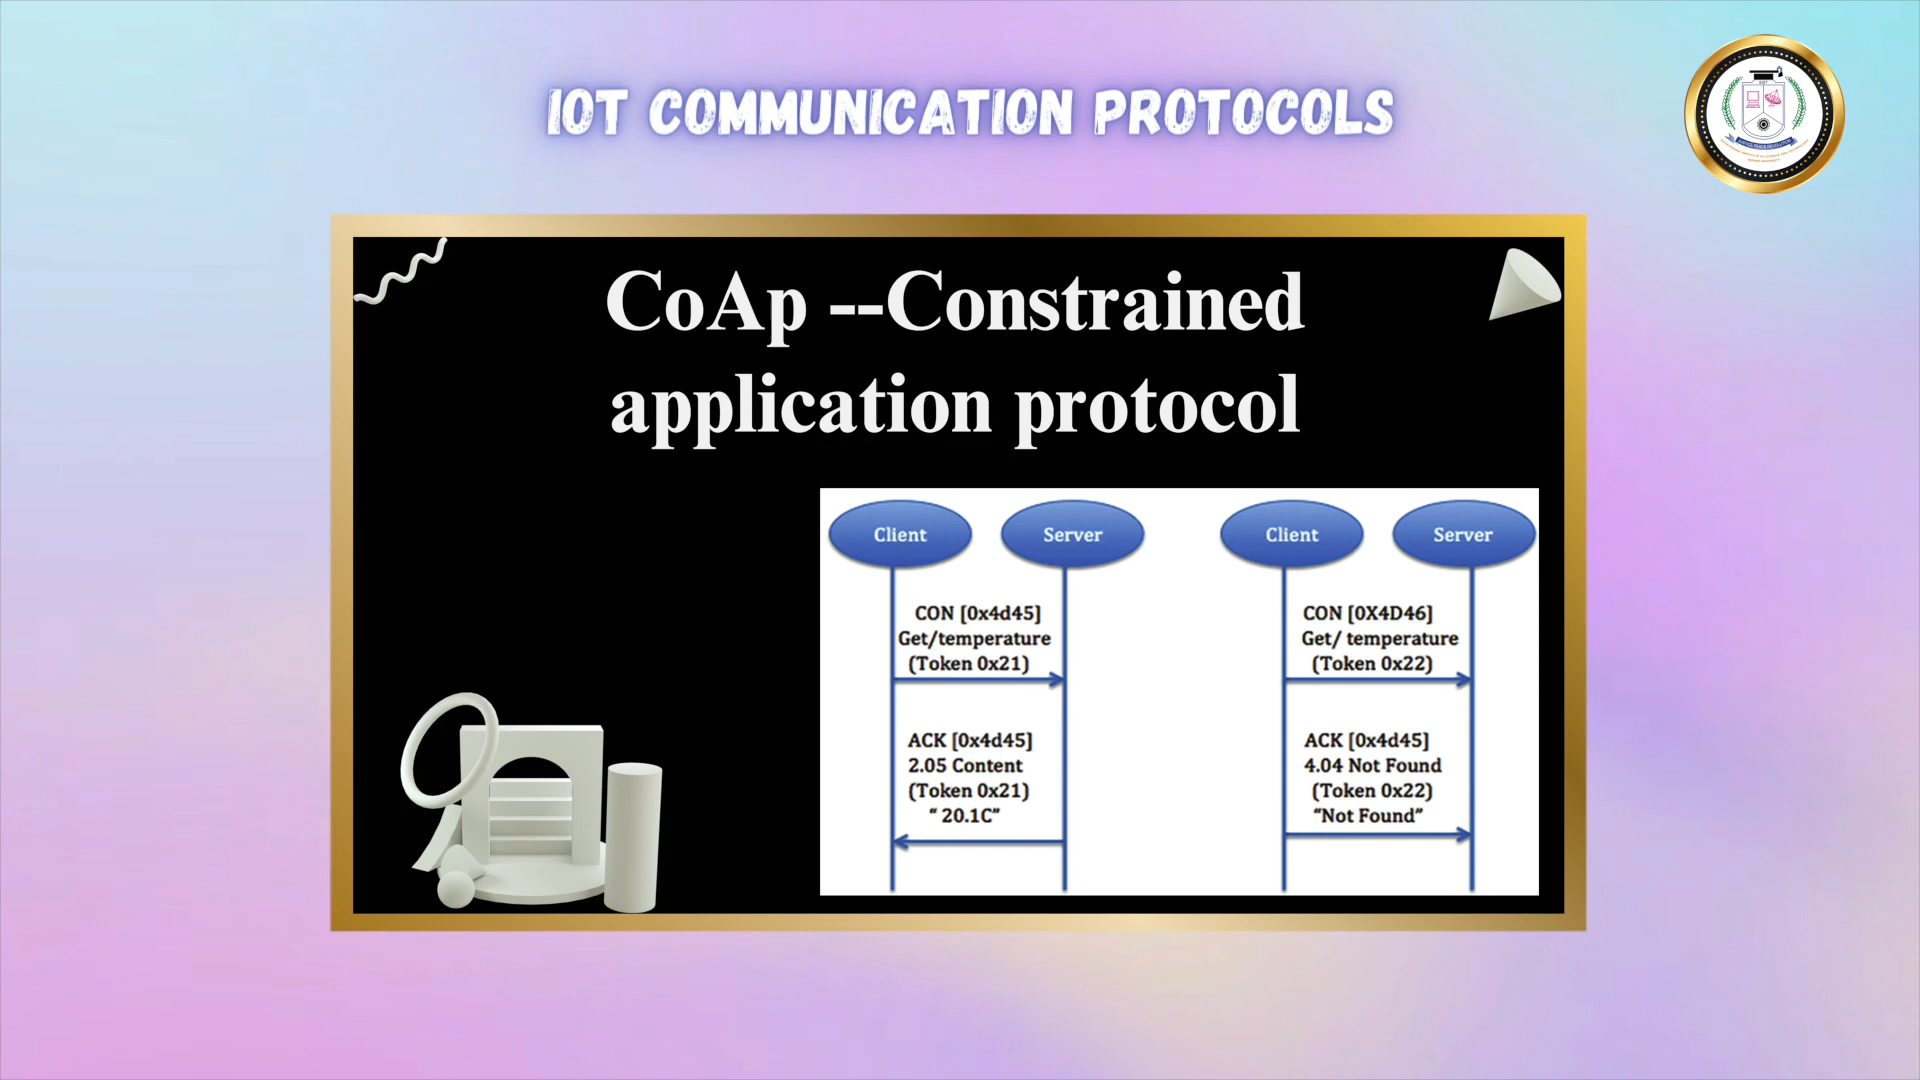 IOT COMMUNICATION PROTOCOLS
CoAp --Constrained
application protocol
Client
Server
CON [0x4d45]
Get/temperature
(Token 0x21)
ACK [0x4d45]
2.05 Content
(Token 0x21)
“ 20.1C”
Client
Server
CON [0X4D46]
Get/ temperature
(Token 0x22)
ACK [0x4d45]
4.04 Not Found
(Token 0x22)
“Not Found”